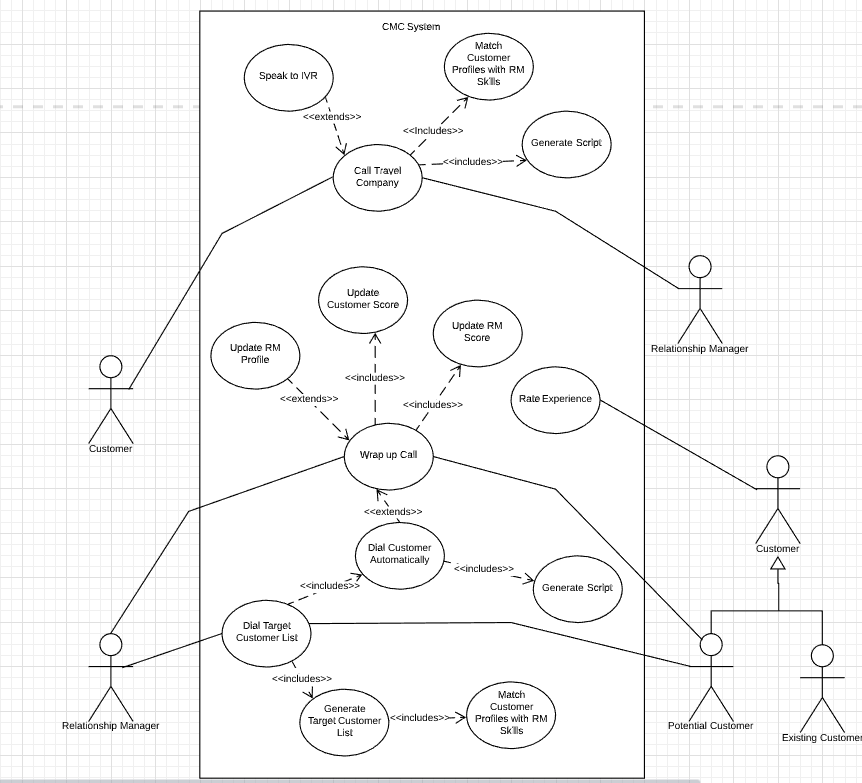 CMC System
Match
Customer
Profiles with RM
Skills
Speak to IVR
<<extends>>
<<Includes>>
Generate Script
<<includes>>
Call Travel
Company
Relationship Manager
Update
Customer Score
Update RM
Score
Update RM
Profile
<<includes>>
<<extends>>
<<includes>>
Rate Experience
Customer
Wrap up Call
<<extends>>
Customer
Dial Customer
Automatically
<<includes>>
<<includes>>
Generate Script
Dial Target
Customer List
<<includes>>
Generate
Target Customer
List
<<includes>>
Match
Customer
Profiles with RM
Skills
Relationship Manager
Potential Customer
Existing Customer